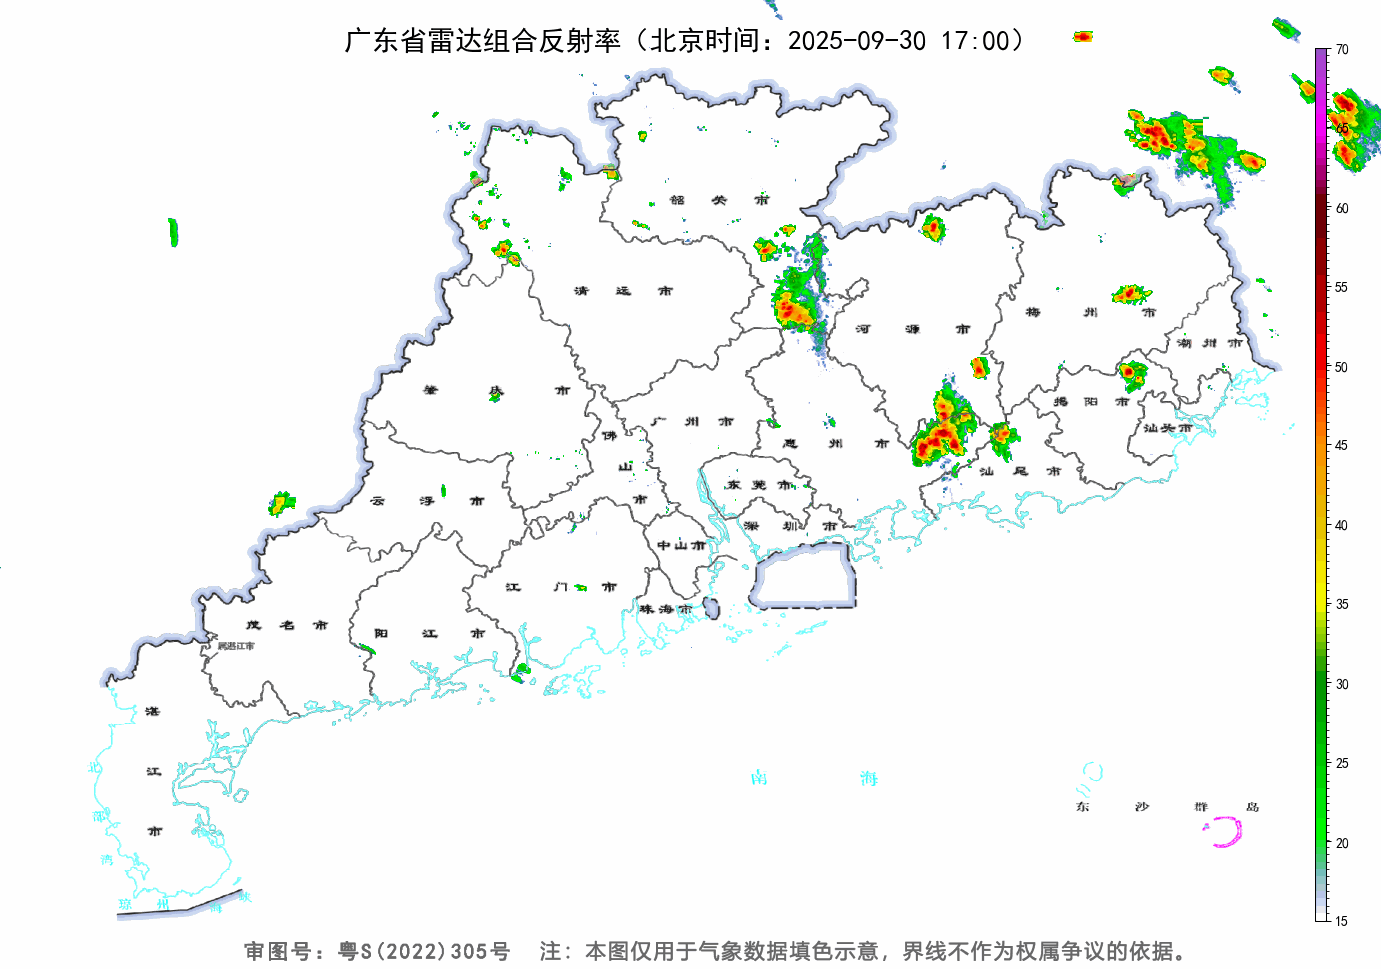 广东省雷达组合反射率（北京时间：2025-09-30 17:00）
70
65
60
55
50
45
40
35
30
25
20
15
韶关市
清远市
河源市
梅州市
潮州市
肇庆市
揭阳市
广州市
汕头市
佛山市
惠州市
汕尾市
东莞市
云浮市
深圳市
中山市
江门市
珠海市
茂名市
阳江市
属湛江市
湛江市
北部湾
南海
东沙群岛
琼州海峡
审图号：粤S(2022)305号 注：本图仅用于气象数据填色示意，界线不作为权属争议的依据。